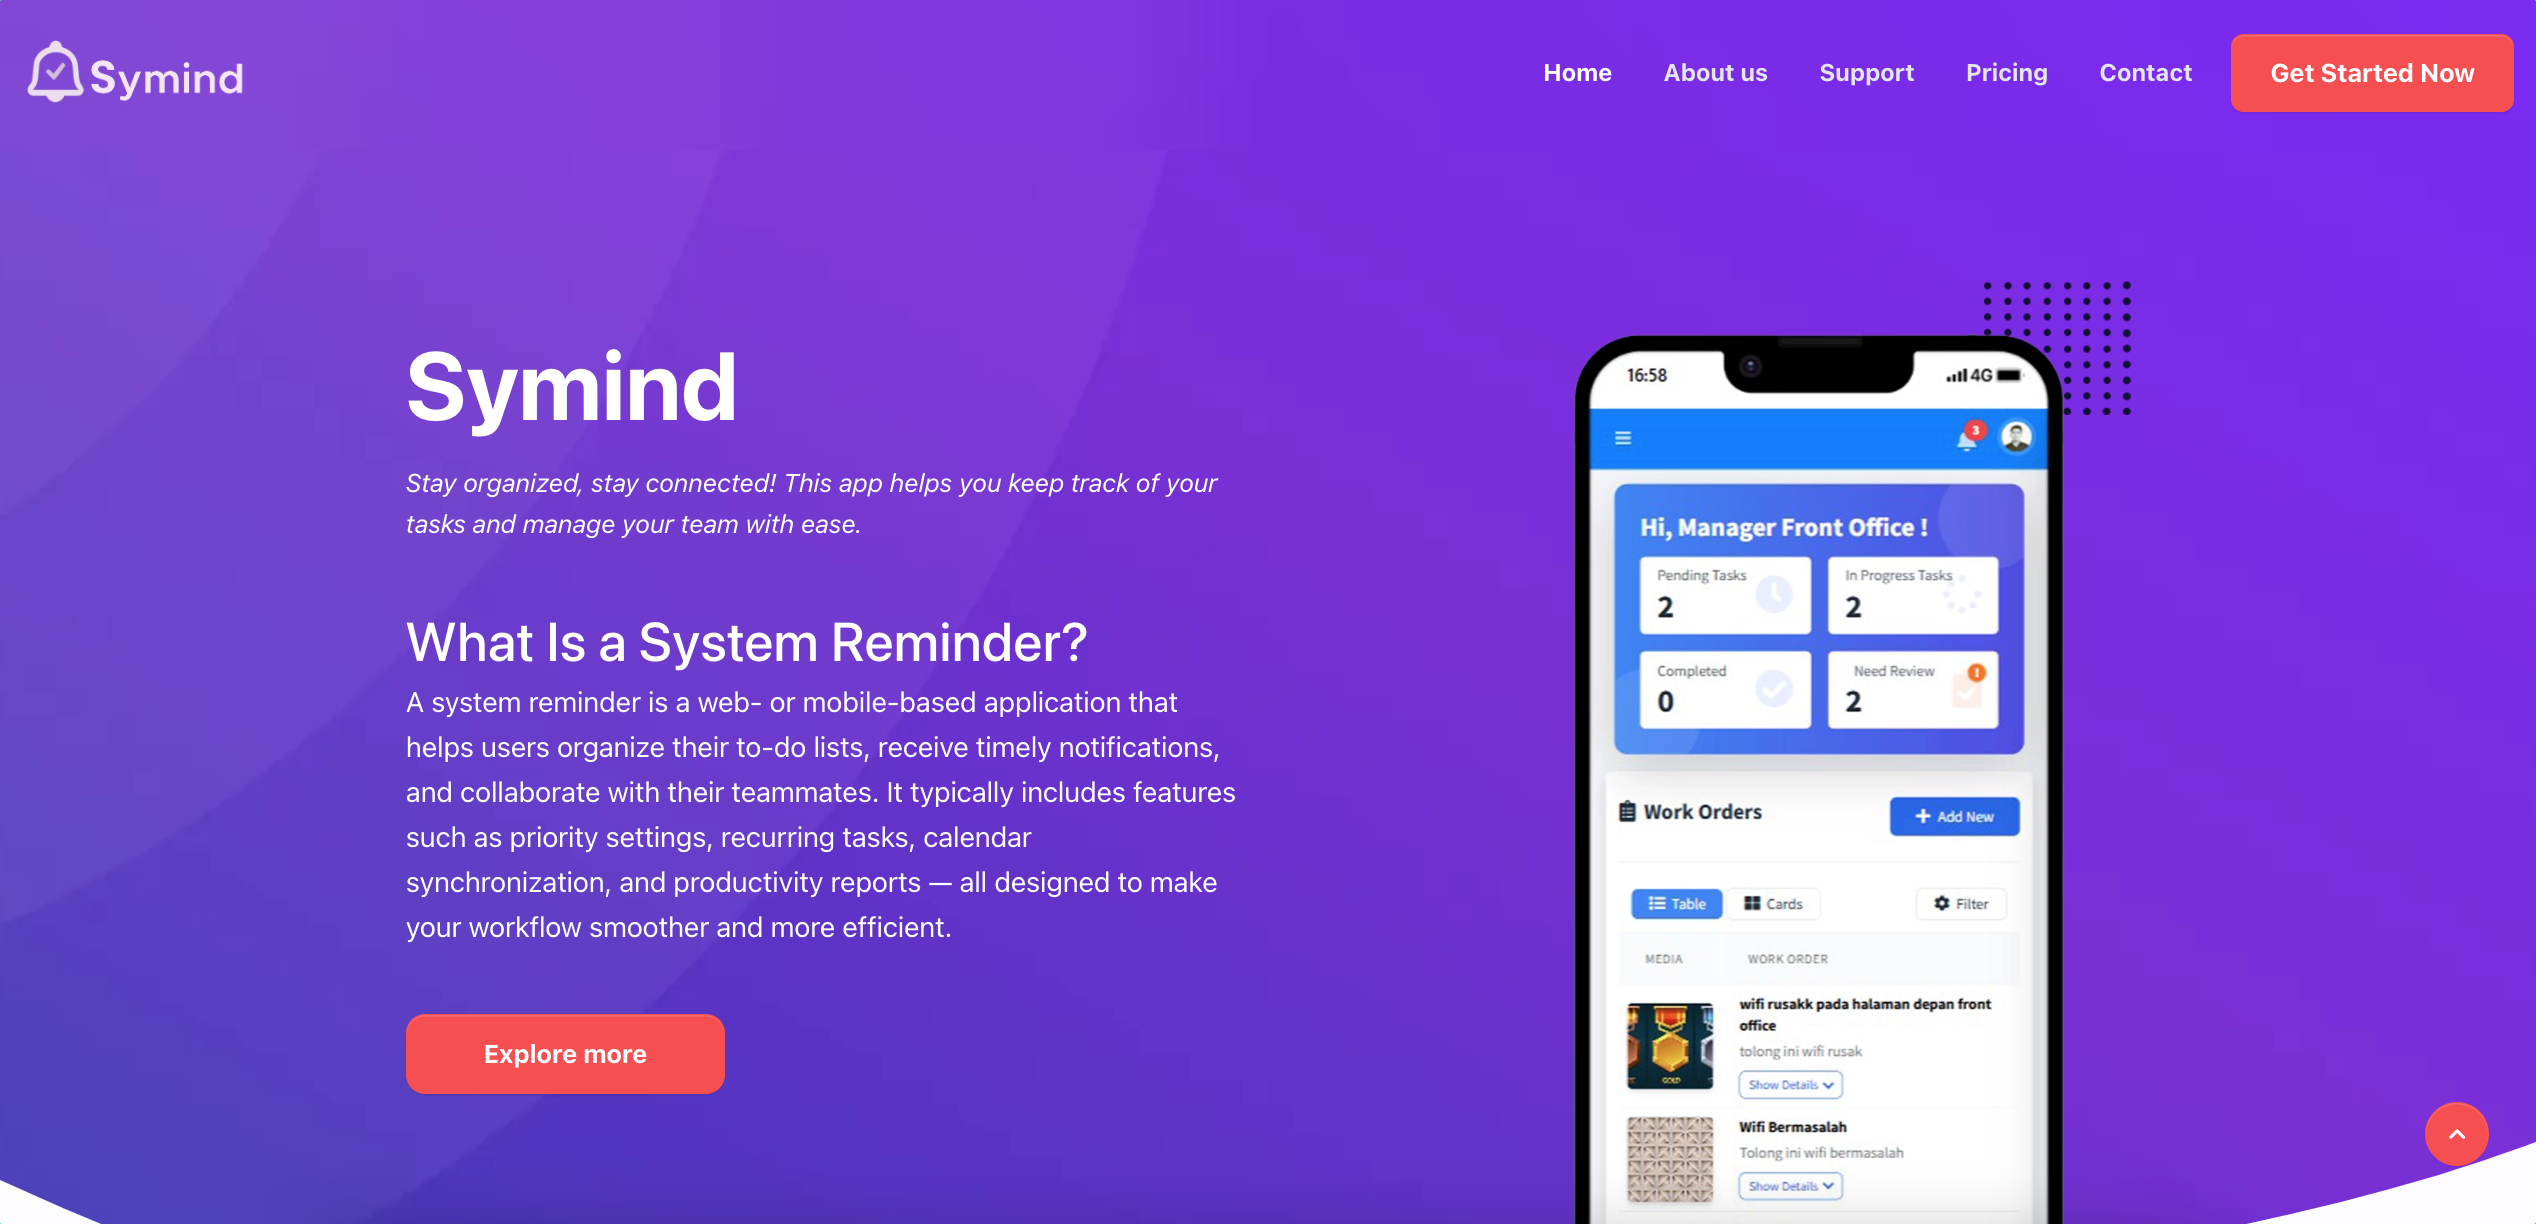 Symind
Home
About us
Support
Pricing
Contact
Get Started Now
Symind
Stay organized, stay connected! This app helps you keep track of your
tasks and manage your team with ease.
What Is a System Reminder?
A system reminder is a web- or mobile-based application that
helps users organize their to-do lists, receive timely notifications,
and collaborate with their teammates. It typically includes features
such as priority settings, recurring tasks, calendar
synchronization, and productivity reports — all designed to make
your workflow smoother and more efficient.
Explore more
16:58
4G
3
Hi, Manager Front Office !
Pending Tasks
2
In Progress Tasks
2
Completed
0
Need Review
2
Work Orders
Add New
Table
Cards
Filter
MEDIA
WORK ORDER
GOLD
wifi rusakk pada halaman depan front
office
tolong ini wifi rusak
Show Details
Wifi Bermasalah
Tolong ini wifi bermasalah
Show Details